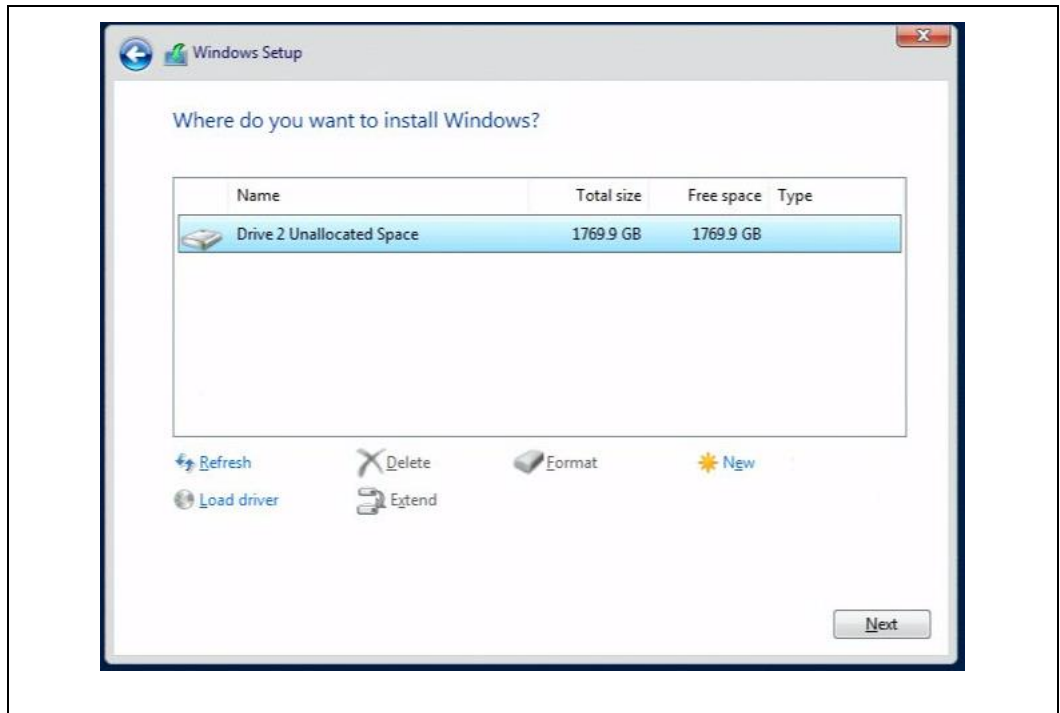 Windows Setup
Where do you want to install Windows?
Name Total size Free space Type
Drive 2 Unallocated Space 1769.9 GB 1769.9 GB
Refresh Delete Format New
Load driver Extend
Next